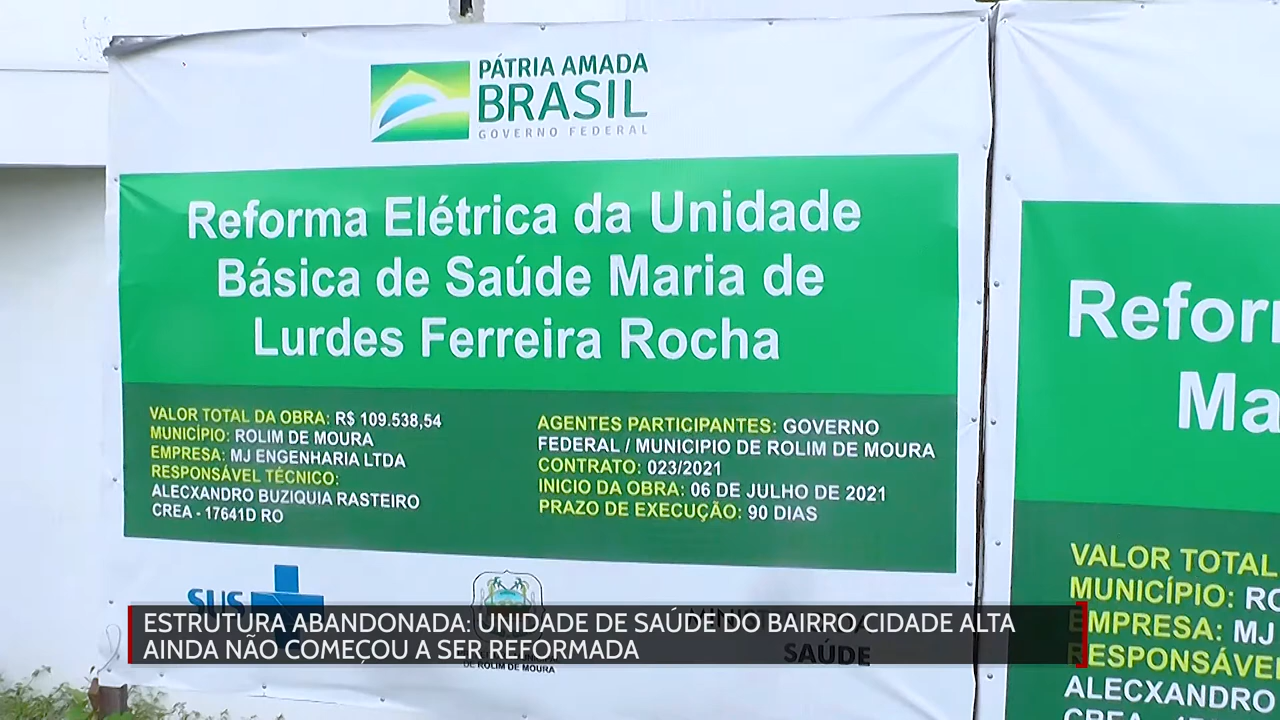 PÁTRIA AMADA
BRASIL
GOVERNO FEDERAL
Reforma Elétrica da Unidade
Básica de Saúde Maria de
Lurdes Ferreira Rocha
VALOR TOTAL DA OBRA: R$ 109.538,54
MUNICÍPIO: ROLIM DE MOURA
EMPRESA: MJ ENGENHARIA LTDA
RESPONSÁVEL TÉCNICO:
ALECXANDRO BUZIQUIA RASTEIRO
CREA - 17641D RO
AGENTES PARTICIPANTES: GOVERNO
FEDERAL / MUNICIPIO DE ROLIM DE MOURA
CONTRATO: 023/2021
INICIO DA OBRA: 06 DE JULHO DE 2021
PRAZO DE EXECUÇÃO: 90 DIAS
SUS
DE ROLIM DE MOURA
SAÚDE
Refor
Ma
VALOR TOTAL
MUNICÍPIO: RO
EMPRESA: MJ
RESPONSÁVEL
ALECXANDRO
ESTRUTURA ABANDONADA: UNIDADE DE SAÚDE DO BAIRRO CIDADE ALTA
AINDA NÃO COMEÇOU A SER REFORMADA